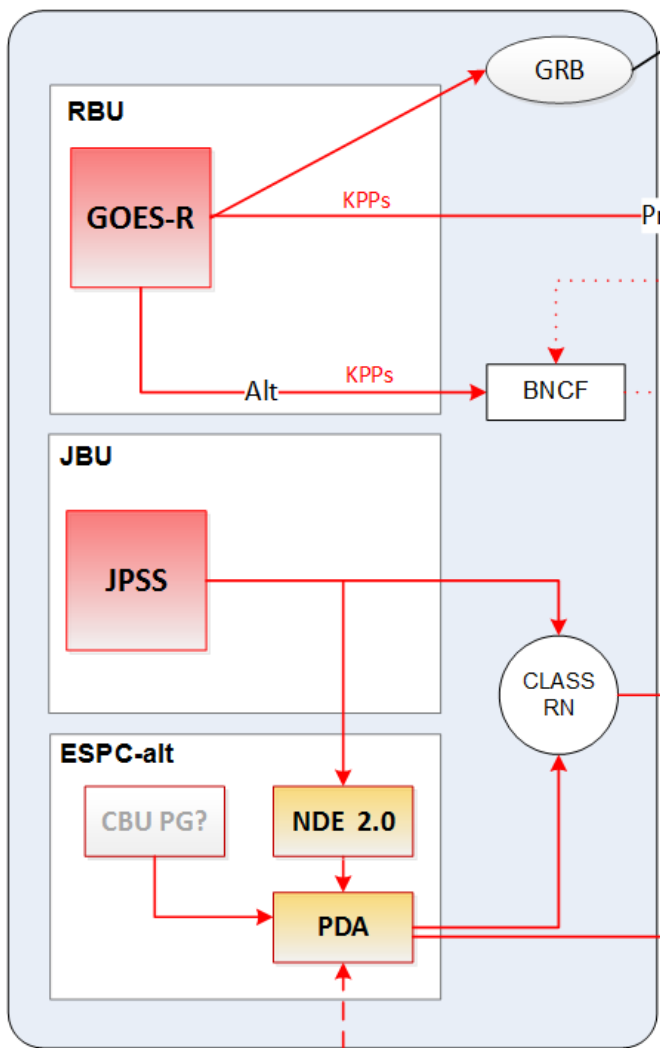 GRB
RBU
GOES-R
KPPs
Pr
Alt
KPPs
BNCF
JBU
JPSS
CLASS
RN
ESPC-alt
CBU PG?
NDE 2.0
PDA